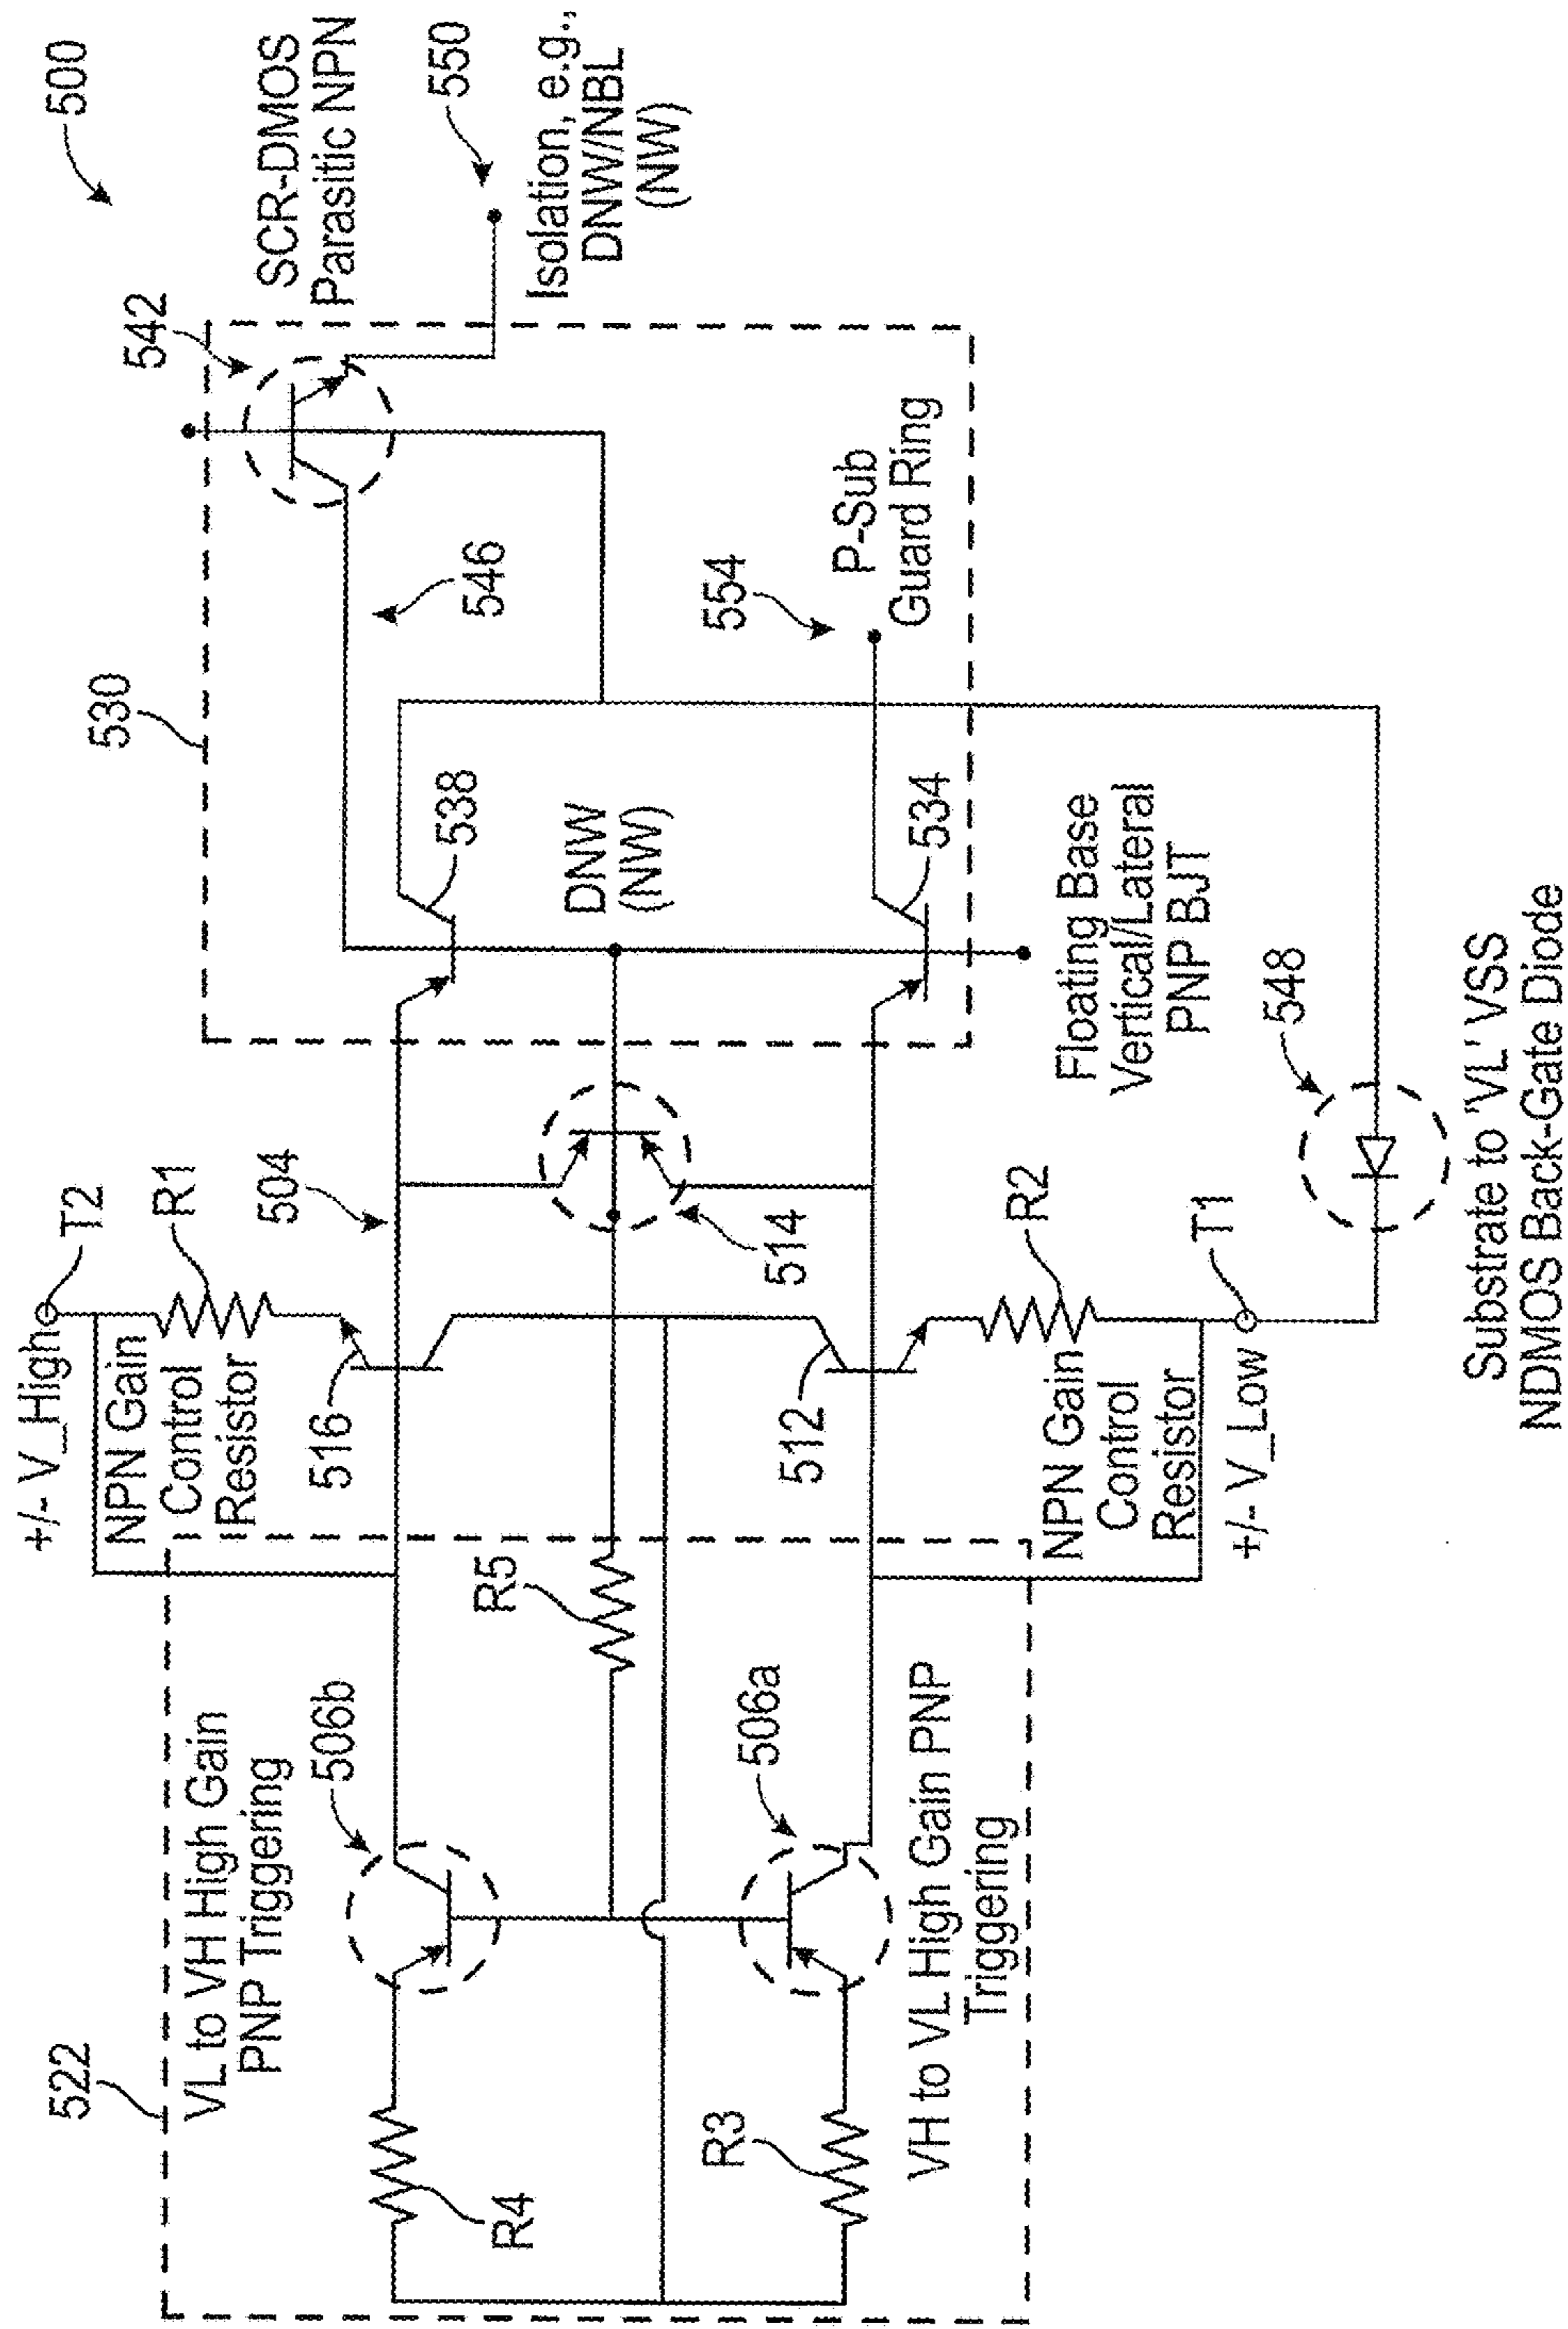 500
SCR-DMOS
Parasitic NPN
550
Isolation, e.g.,
DNW/NBL
(NW)
542
530
546
554
P-Sub
Guard Ring
538
DNW
(NW)
534
Floating Base
Vertical/Lateral
PNP BJT
548
Substrate to 'VL' VSS
NDMOS Back-Gate Diode
+/- V_High
T2
R1
NPN Gain
Control
Resistor
504
516
514
512
R2
NPN Gain
Control
Resistor
T1
+/- V_Low
522
VL to VH High Gain
PNP Triggering
506b
R5
506a
VH to VL High Gain PNP
Triggering
R4
R3